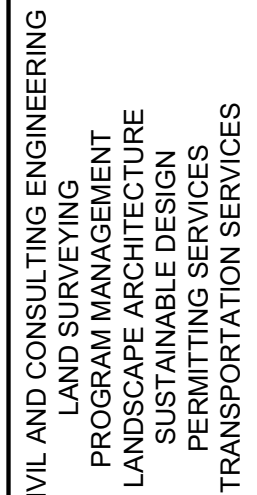 IVIL AND CONSULTING ENGINEERING
LAND SURVEYING
PROGRAM MANAGEMENT
LANDSCAPE ARCHITECTURE
SUSTAINABLE DESIGN
PERMITTING SERVICES
TRANSPORTATION SERVICES